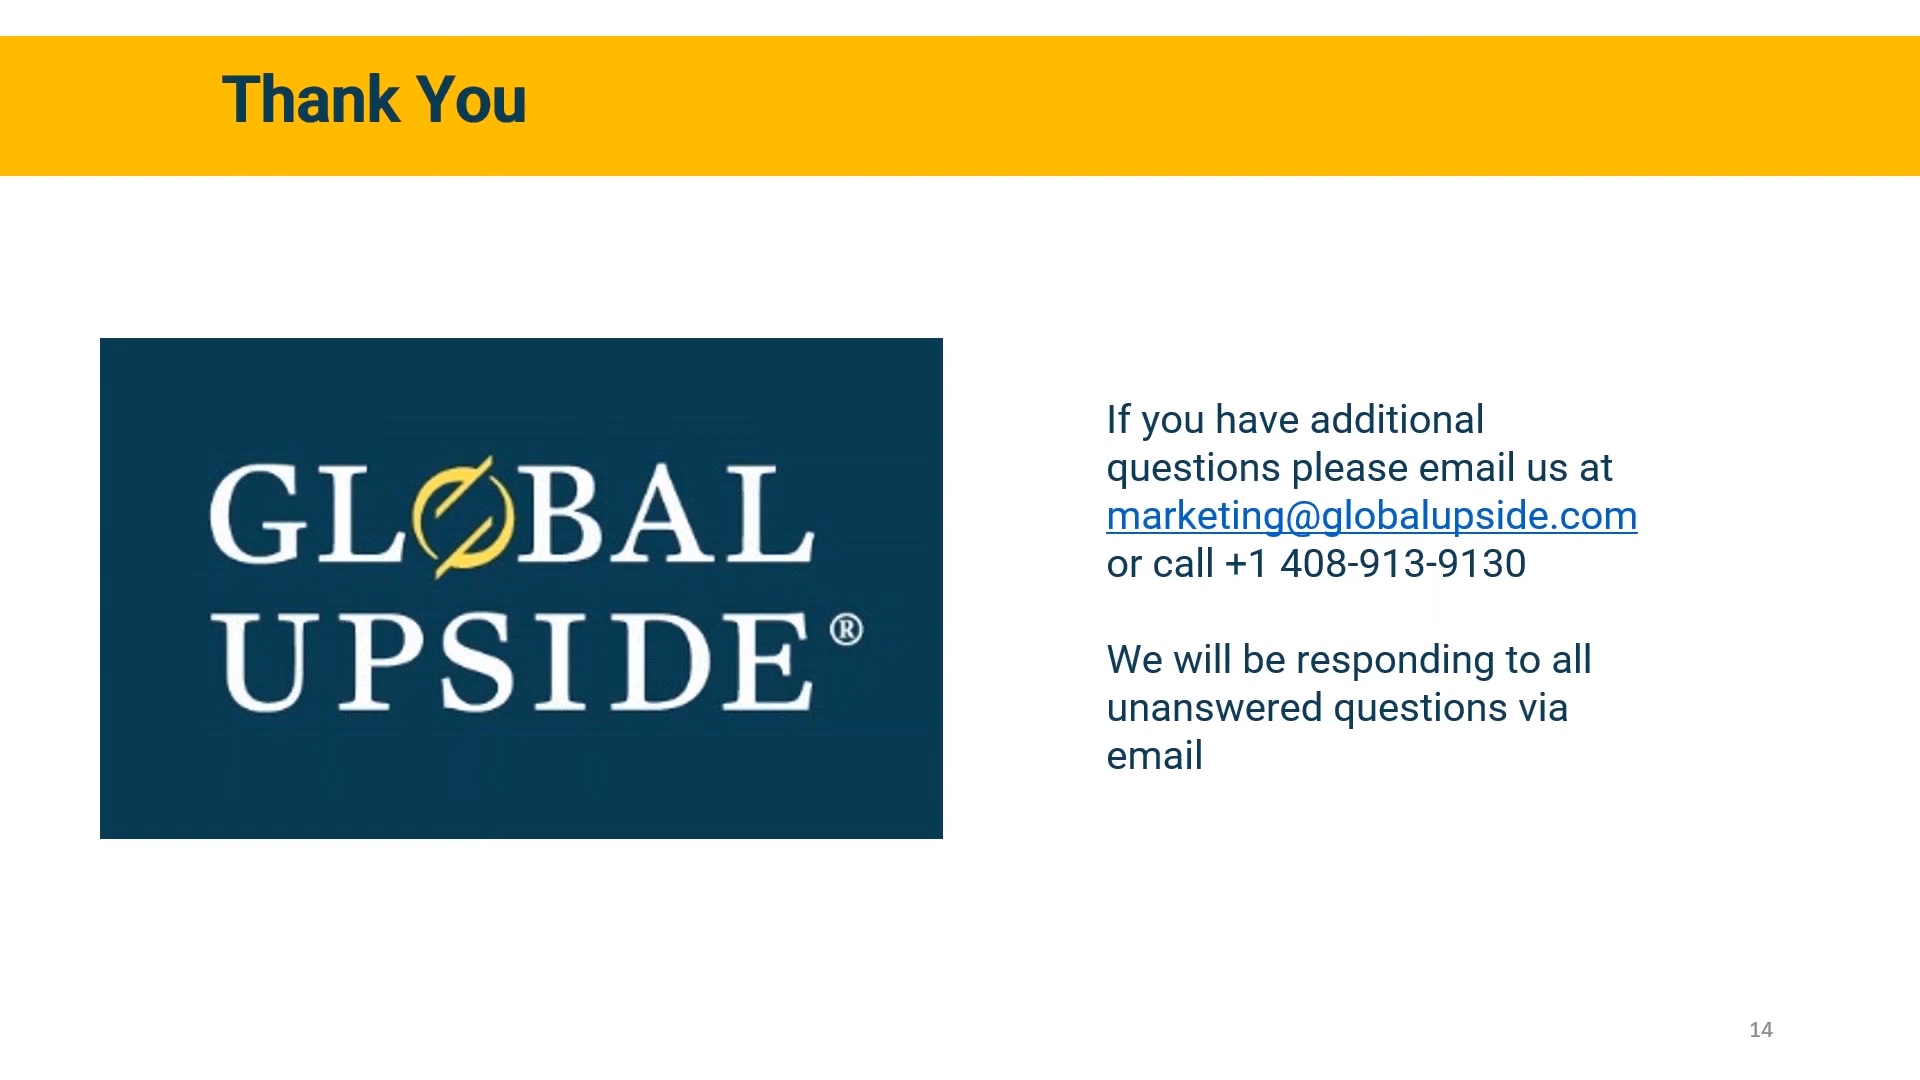 Thank You
GLOBAL
UPSIDE®
If you have additional
questions please email us at
marketing@globalupside.com
or call +1 408-913-9130
We will be responding to all
unanswered questions via
email
14